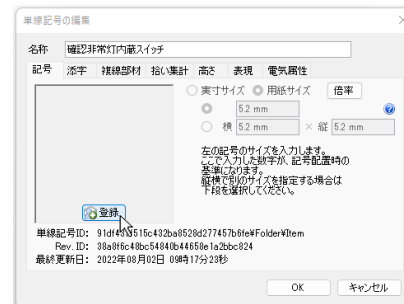 単線記号の編集
名称 確認非常灯内蔵スイッチ
記号 添字 複線部材 拾い集計 高さ 表現 電気属性
実寸サイズ 用紙サイズ 倍率
5.2 mm
横 5.2 mm × 縦 5.2 mm
左の記号のサイズを入力します。
ここで入力した数字が、記号配置時の
基準になります。
縦横で別のサイズを指定する場合は
下段を選択してください。
登録
単線記号ID:
Rev. ID: 38a8f6c48bc54840b44658e1a2bbc824
最終更新日: 2022年08月02日 09時17分23秒
OK キャンセル